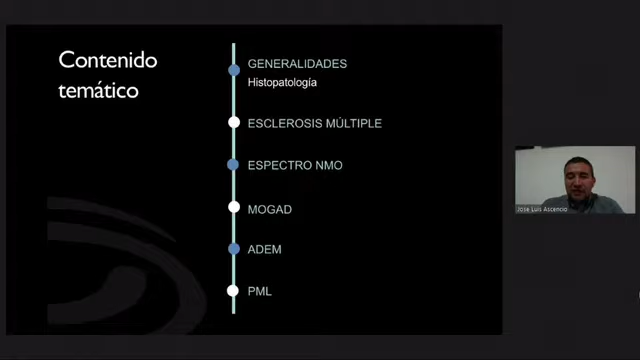 Contenido
temático
GENERALIDADES
Histopatología
ESCLEROSIS MÚLTIPLE
ESPECTRO NMO
MOGAD
ADEM
PML
Jose Luis Ascencio